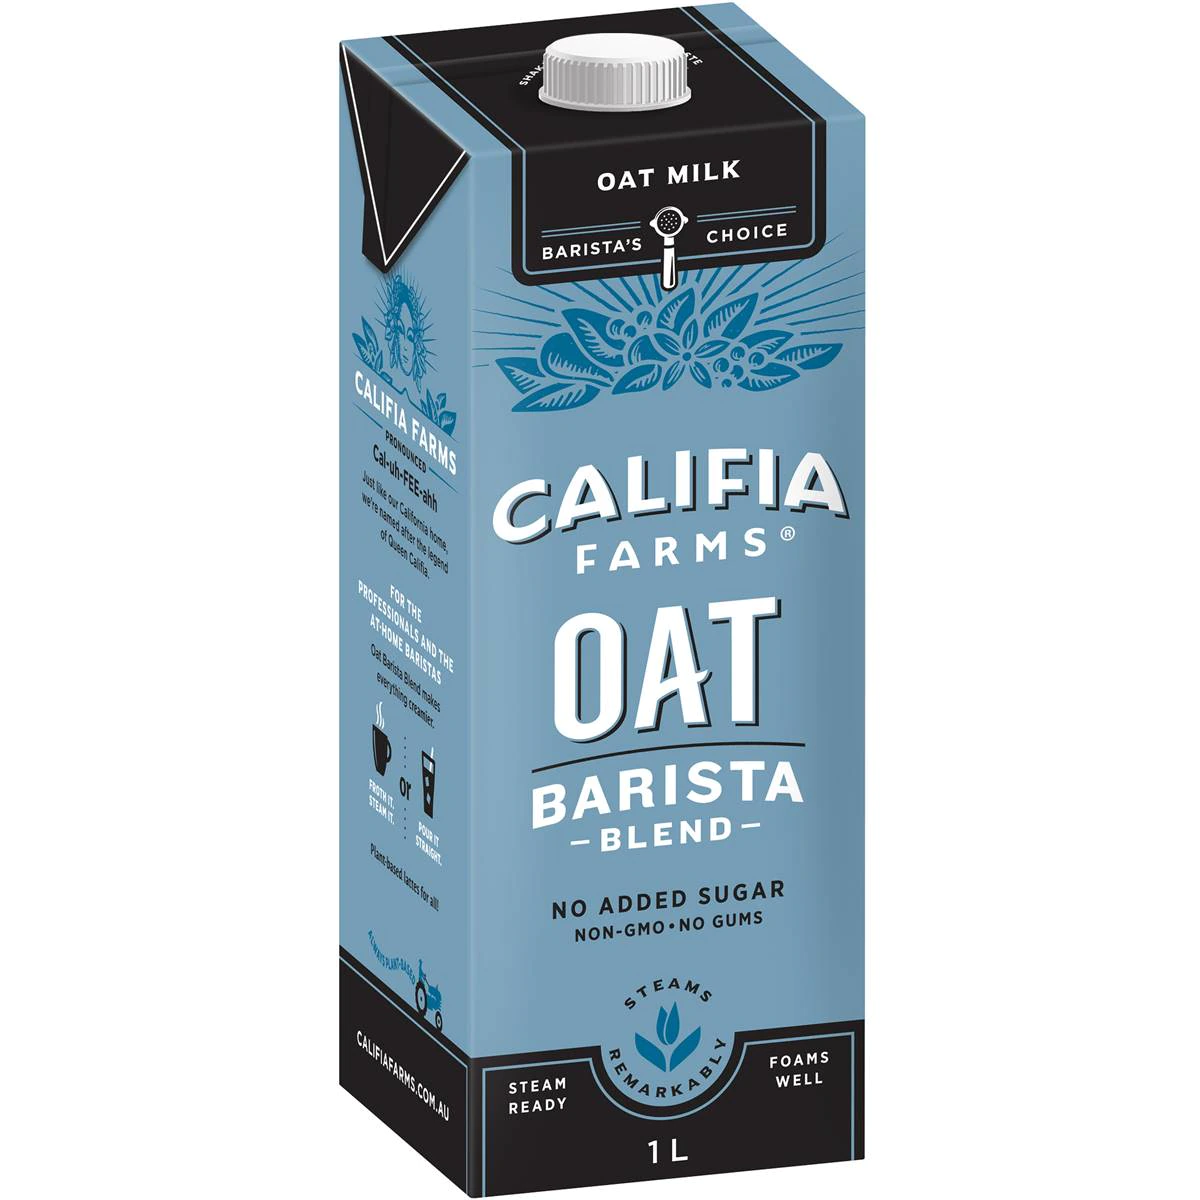 OAT MILK
BARISTA'S CHOICE
CALIFIA
FARMS®
OAT
BARISTA
-BLEND-
NO ADDED SUGAR
NON-GMO•NO GUMS
STEAMS
REMARKABLY
STEAM
READY
FOAMS
WELL
1 L
CALIFIA FARMS
PRONOUNCED
Cal-uh-FEE-ahh
Just like our California home,
we're named after the legend
of Queen Califia.
FOR THE
PROFESSIONALS AND THE
AT-HOME BARISTAS
Oat Barista Blend makes
everything creamier.
FROTH IT.
STEAM IT.
or
POUR IT
STRAIGHT.
Plant-based lattes for all!
ALWAYS PLANT-BASED
CALIFIAFARMS.COM.AU